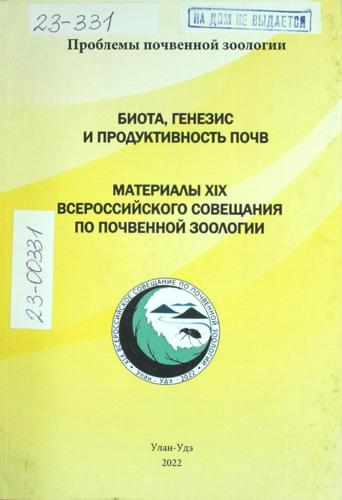 23-331
НА ДОМ НЕ ВЫДАЕТСЯ
Проблемы почвенной зоологии
БИОТА, ГЕНЕЗИС
И ПРОДУКТИВНОСТЬ ПОЧВ
МАТЕРИАЛЫ XIX
ВСЕРОССИЙСКОГО СОВЕЩАНИЯ
ПО ПОЧВЕННОЙ ЗООЛОГИИ
23-00331
XIX ВСЕРОССИЙСКОЕ СОВЕЩАНИЕ ПО ПОЧВЕННОЙ ЗООЛОГИИ
• Улан - Удэ - 2022 •
Улан-Удэ
2022